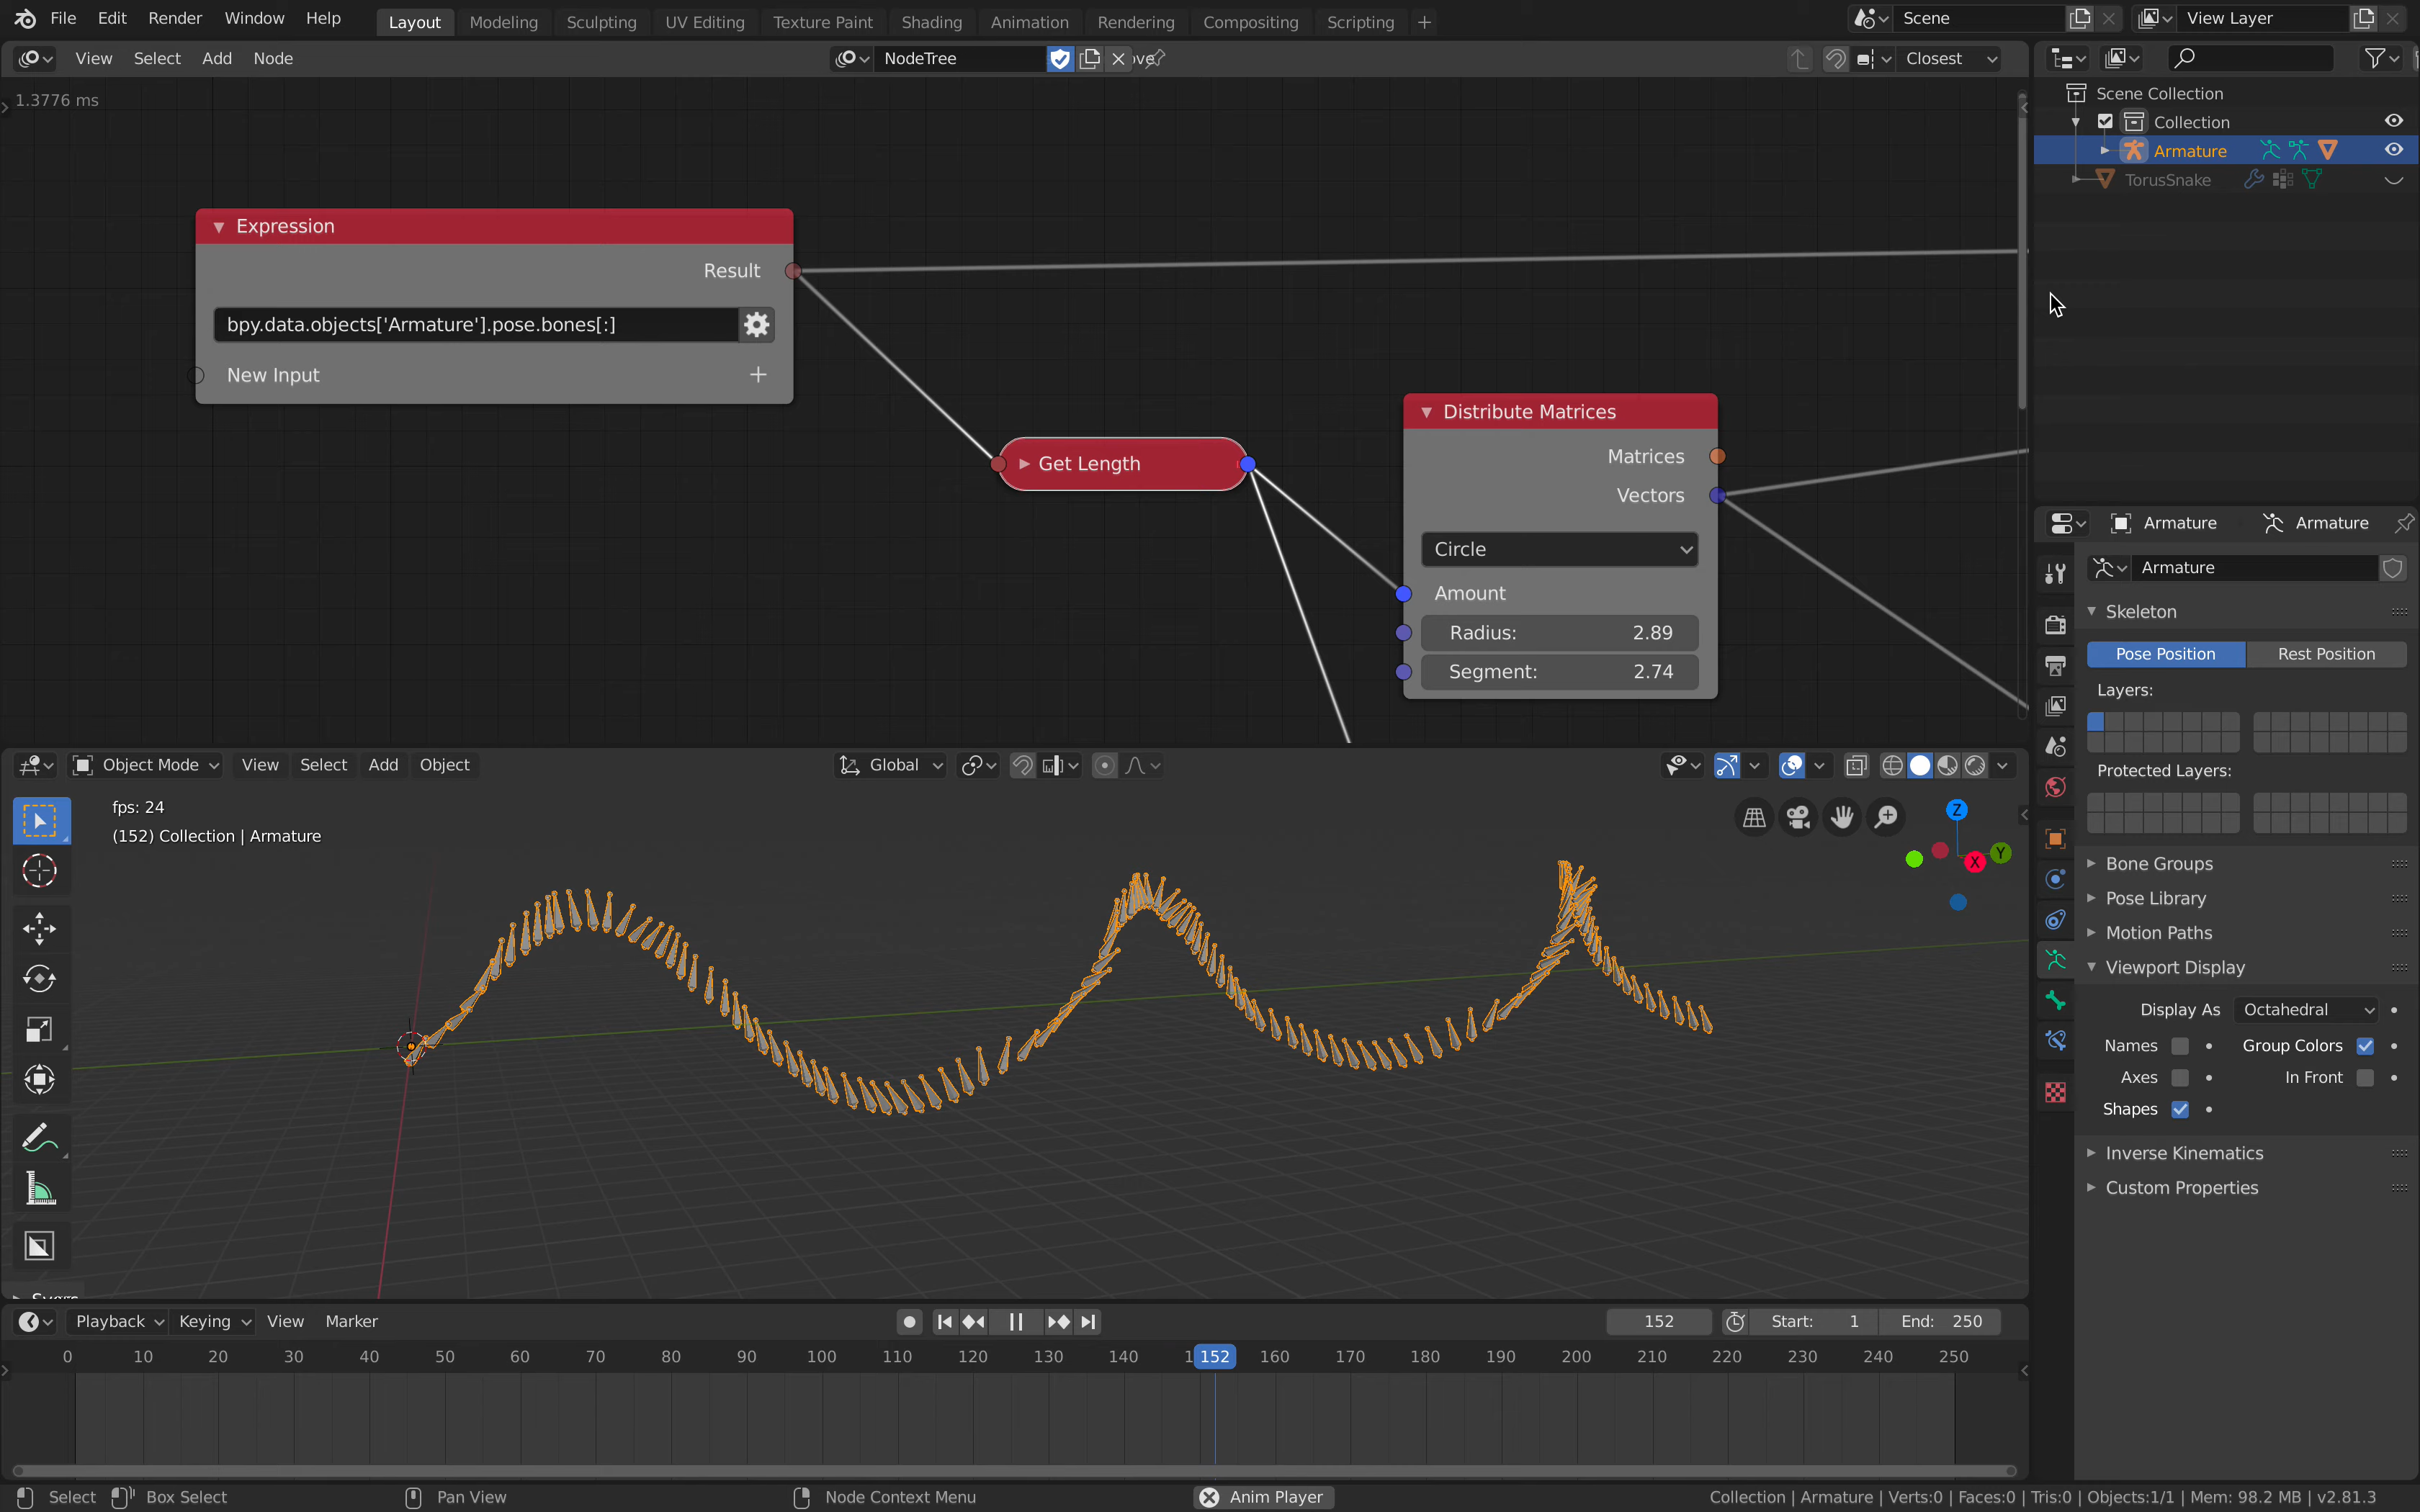 File Edit Render Window Help Layout Modeling Sculpting UV Editing Texture Paint Shading Animation Rendering Compositing Scripting + Scene View Layer
View Select Add Node NodeTree Closest
1.3776 ms
Scene Collection
Collection
Armature
TorusSnake
Expression
Result
bpy.data.objects['Armature'].pose.bones[:]
New Input +
Get Length
Distribute Matrices
Matrices
Vectors
Circle
Amount
Radius: 2.89
Segment: 2.74
Armature Armature
Armature
Skeleton
Pose Position Rest Position
Layers:
Protected Layers:
Bone Groups
Pose Library
Motion Paths
Viewport Display
Display As Octahedral
Names Group Colors
Axes In Front
Shapes
Inverse Kinematics
Custom Properties
Object Mode View Select Add Object Global
fps: 24
(152) Collection | Armature
Z
X Y
Playback Keying View Marker 152 Start: 1 End: 250
0 10 20 30 40 50 60 70 80 90 100 110 120 130 140 152 160 170 180 190 200 210 220 230 240 250
Select Box Select Pan View Node Context Menu Anim Player Collection | Armature | Verts:0 | Faces:0 | Tris:0 | Objects:1/1 | Mem: 98.2 MB | v2.81.3